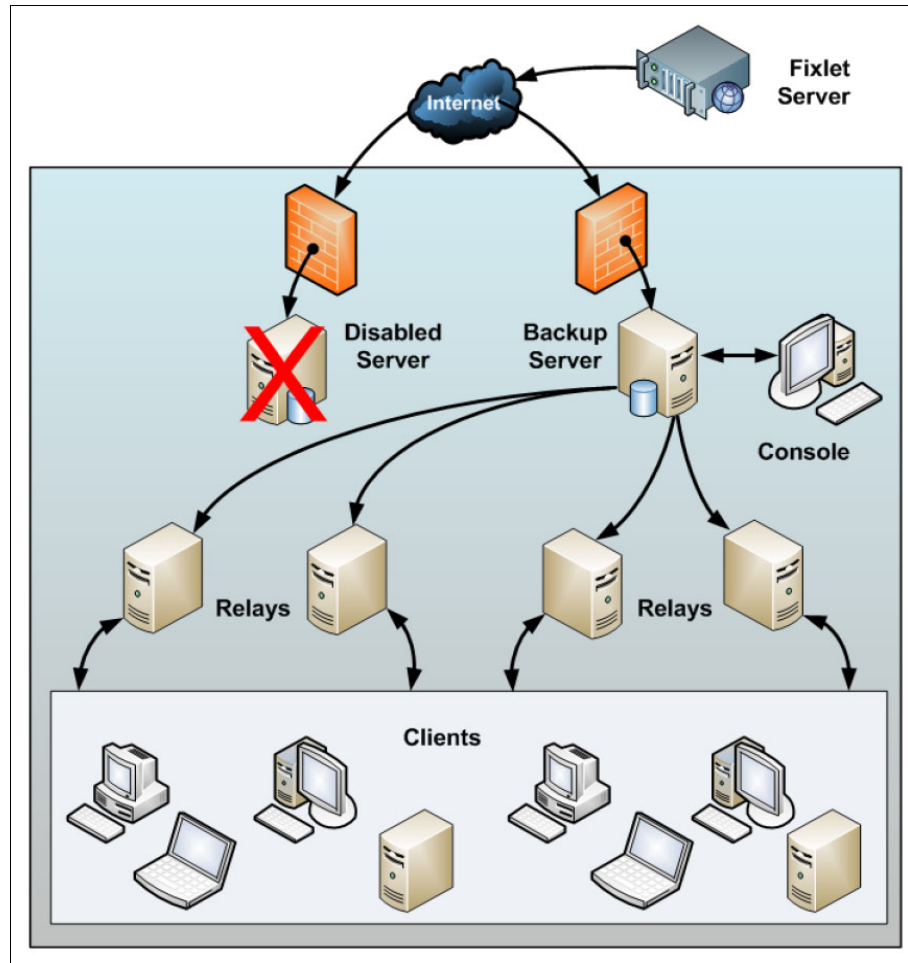 Internet
Fixlet
Server
Disabled
Server
Backup
Server
Console
Relays
Relays
Clients